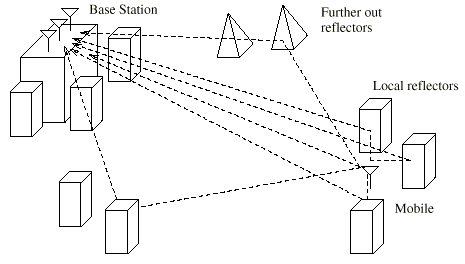 Base Station
Further out
reflectors
Local reflectors
Mobile